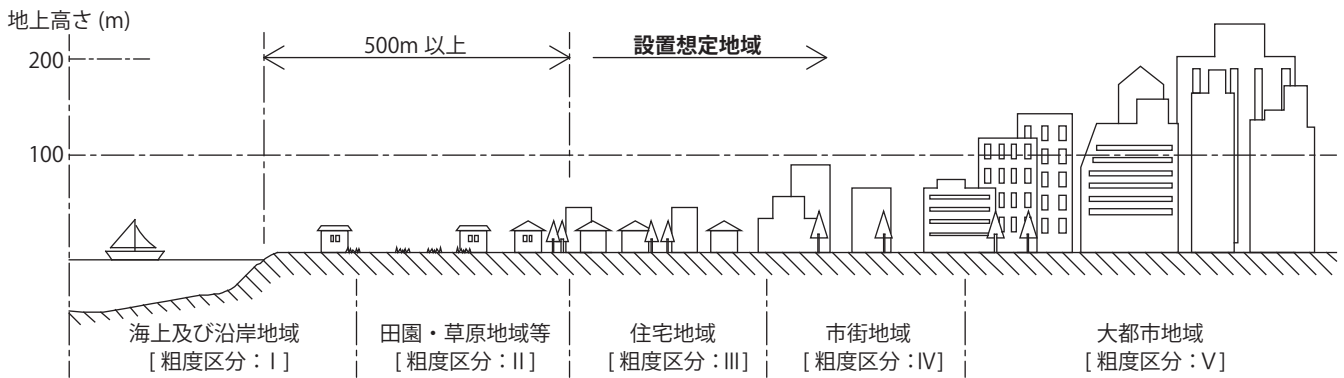 地上高さ (m)
500m 以上
設置想定地域
200
100
海上及び沿岸地域
[ 粗度区分：I ]
田園・草原地域等
[ 粗度区分：II ]
住宅地域
[ 粗度区分：III ]
市街地域
[ 粗度区分：IV ]
大都市地域
[ 粗度区分：V ]